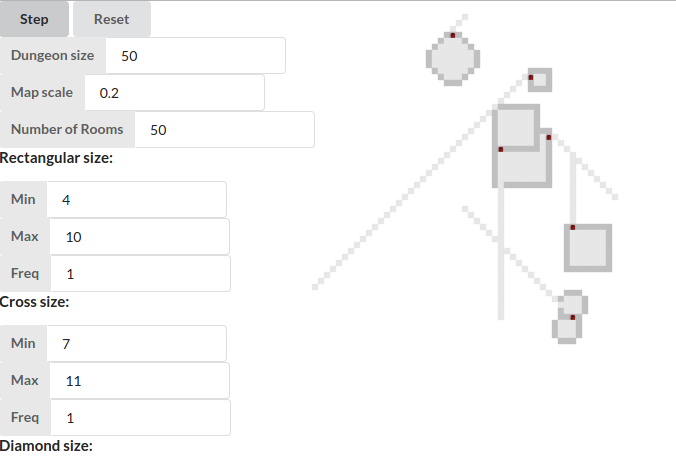 Step Reset
Dungeon size 50
Map scale 0.2
Number of Rooms 50
Rectangular size:
Min 4
Max 10
Freq 1
Cross size:
Min 7
Max 11
Freq 1
Diamond size: